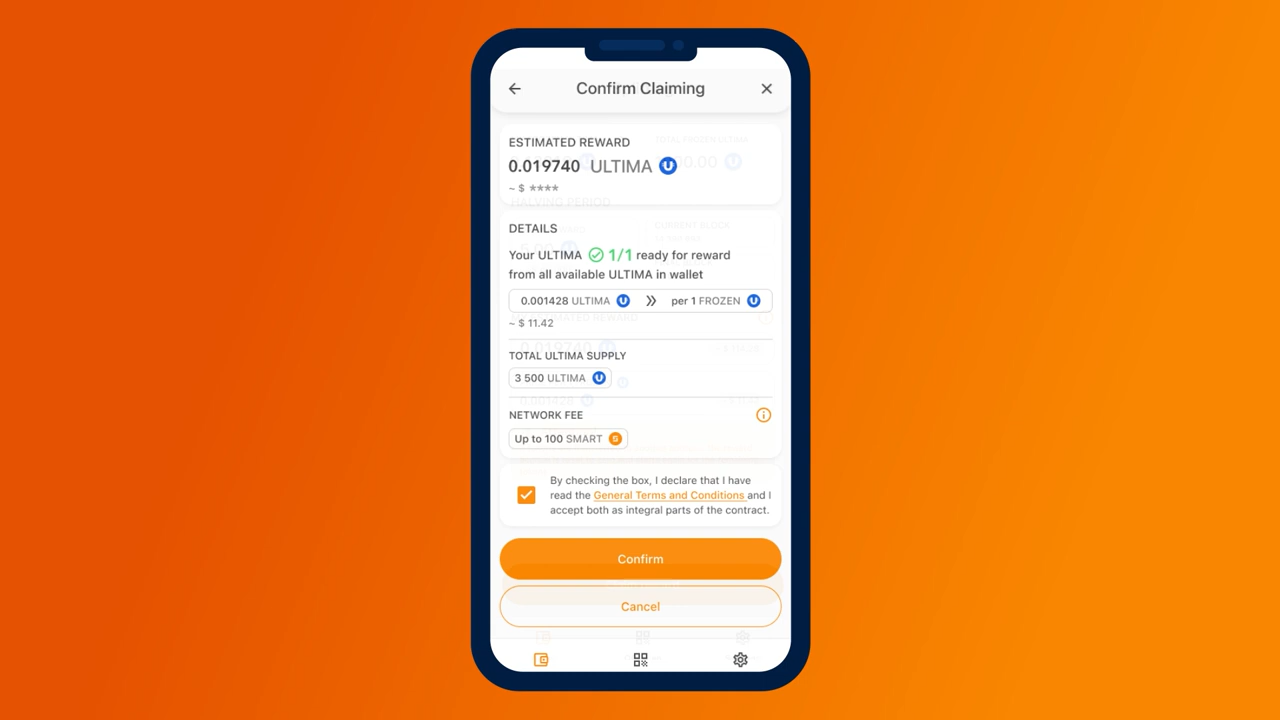 Confirm Claiming
ESTIMATED REWARD
0.019740 ULTIMA
~ $ ****
DETAILS
Your ULTIMA 1/1 ready for reward
from all available ULTIMA in wallet
0.001428 ULTIMA » per 1 FROZEN
~ $ 11.42
TOTAL ULTIMA SUPPLY
3 500 ULTIMA
NETWORK FEE
Up to 100 SMART
By checking the box, I declare that I have
read the General Terms and Conditions and I
accept both as integral parts of the contract.
Confirm
Cancel